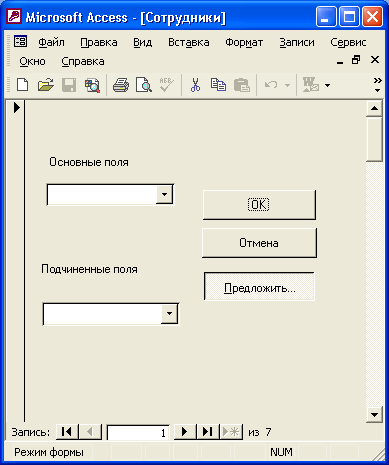 Microsoft Access - [Сотрудники]
Файл Правка Вид Вставка Формат Записи Сервис
Окно Справка
Основные поля
OK
Отмена
Подчиненные поля
Предложить...
Запись: 1 из 7
Режим формы NUM